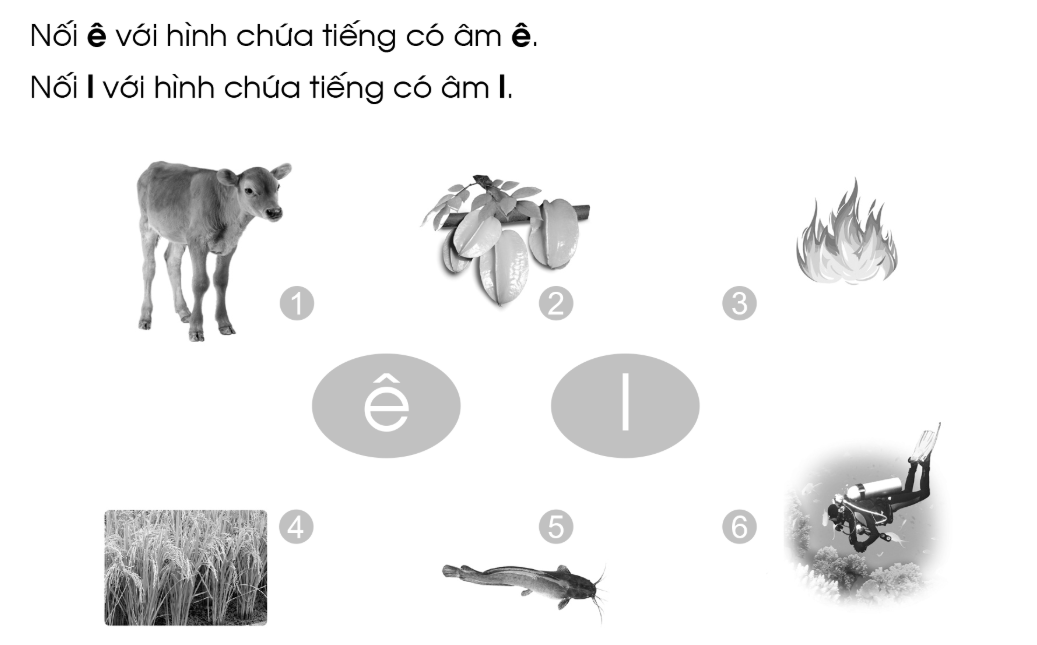 Nối ê với hình chứa tiếng có âm ê.
Nối l với hình chứa tiếng có âm l.
1 2 3
ê l
4 5 6